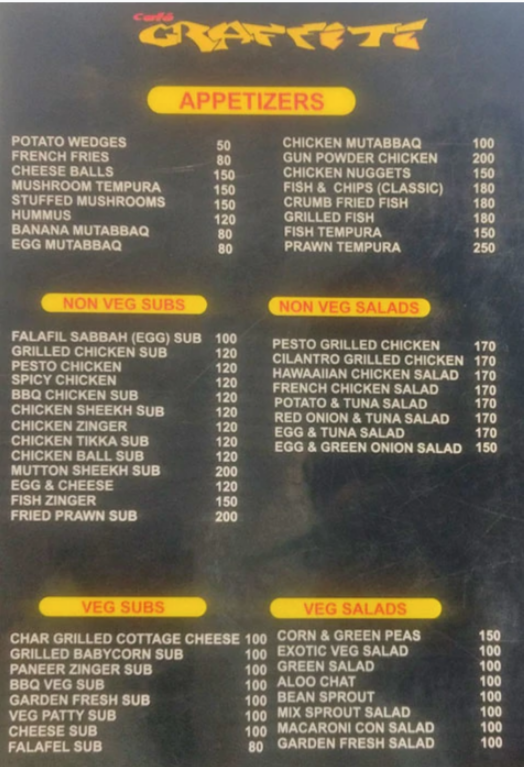 Café
GRAFFITI
APPETIZERS
POTATO WEDGES 50
FRENCH FRIES 80
CHEESE BALLS 150
MUSHROOM TEMPURA 150
STUFFED MUSHROOMS 150
HUMMUS 120
BANANA MUTABBAQ 80
EGG MUTABBAQ 80
CHICKEN MUTABBAQ 100
GUN POWDER CHICKEN 200
CHICKEN NUGGETS 150
FISH & CHIPS (CLASSIC) 180
CRUMB FRIED FISH 180
GRILLED FISH 180
FISH TEMPURA 150
PRAWN TEMPURA 250
NON VEG SUBS
FALAFIL SABBAH (EGG) SUB 100
GRILLED CHICKEN SUB 120
PESTO CHICKEN 120
SPICY CHICKEN 120
BBQ CHICKEN SUB 120
CHICKEN SHEEKH SUB 120
CHICKEN ZINGER 120
CHICKEN TIKKA SUB 120
CHICKEN BALL SUB 120
MUTTON SHEEKH SUB 200
EGG & CHEESE 120
FISH ZINGER 150
FRIED PRAWN SUB 200
NON VEG SALADS
PESTO GRILLED CHICKEN 170
CILANTRO GRILLED CHICKEN 170
HAWAAIIAN CHICKEN SALAD 170
FRENCH CHICKEN SALAD 170
POTATO & TUNA SALAD 170
RED ONION & TUNA SALAD 170
EGG & TUNA SALAD 170
EGG & GREEN ONION SALAD 150
VEG SUBS
CHAR GRILLED COTTAGE CHEESE 100
GRILLED BABYCORN SUB 100
PANEER ZINGER SUB 100
BBQ VEG SUB 100
GARDEN FRESH SUB 100
VEG PATTY SUB 100
CHEESE SUB 100
FALAFEL SUB 80
VEG SALADS
CORN & GREEN PEAS 150
EXOTIC VEG SALAD 100
GREEN SALAD 100
ALOO CHAT 100
BEAN SPROUT 100
MIX SPROUT SALAD 100
MACARONI CON SALAD 100
GARDEN FRESH SALAD 100